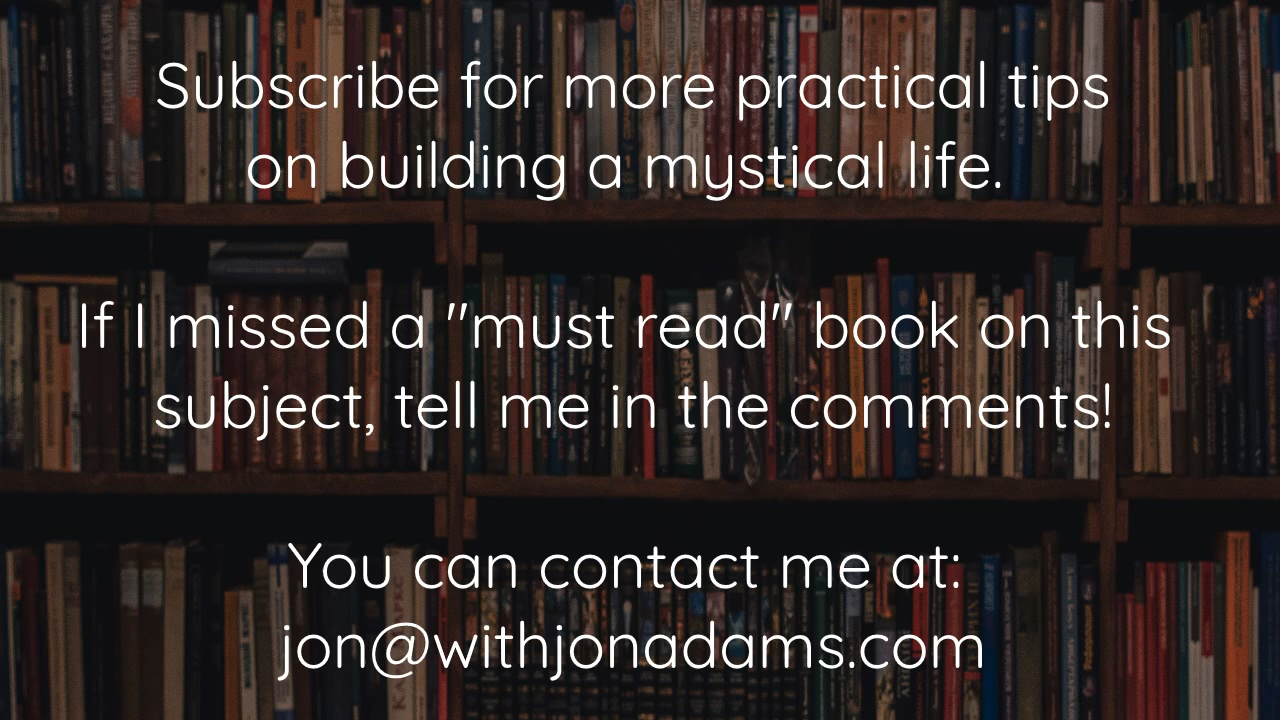 Subscribe for more practical tips
on building a mystical life.
If I missed a "must read" book on this
subject, tell me in the comments!
You can contact me at:
jon@withjonadams.com